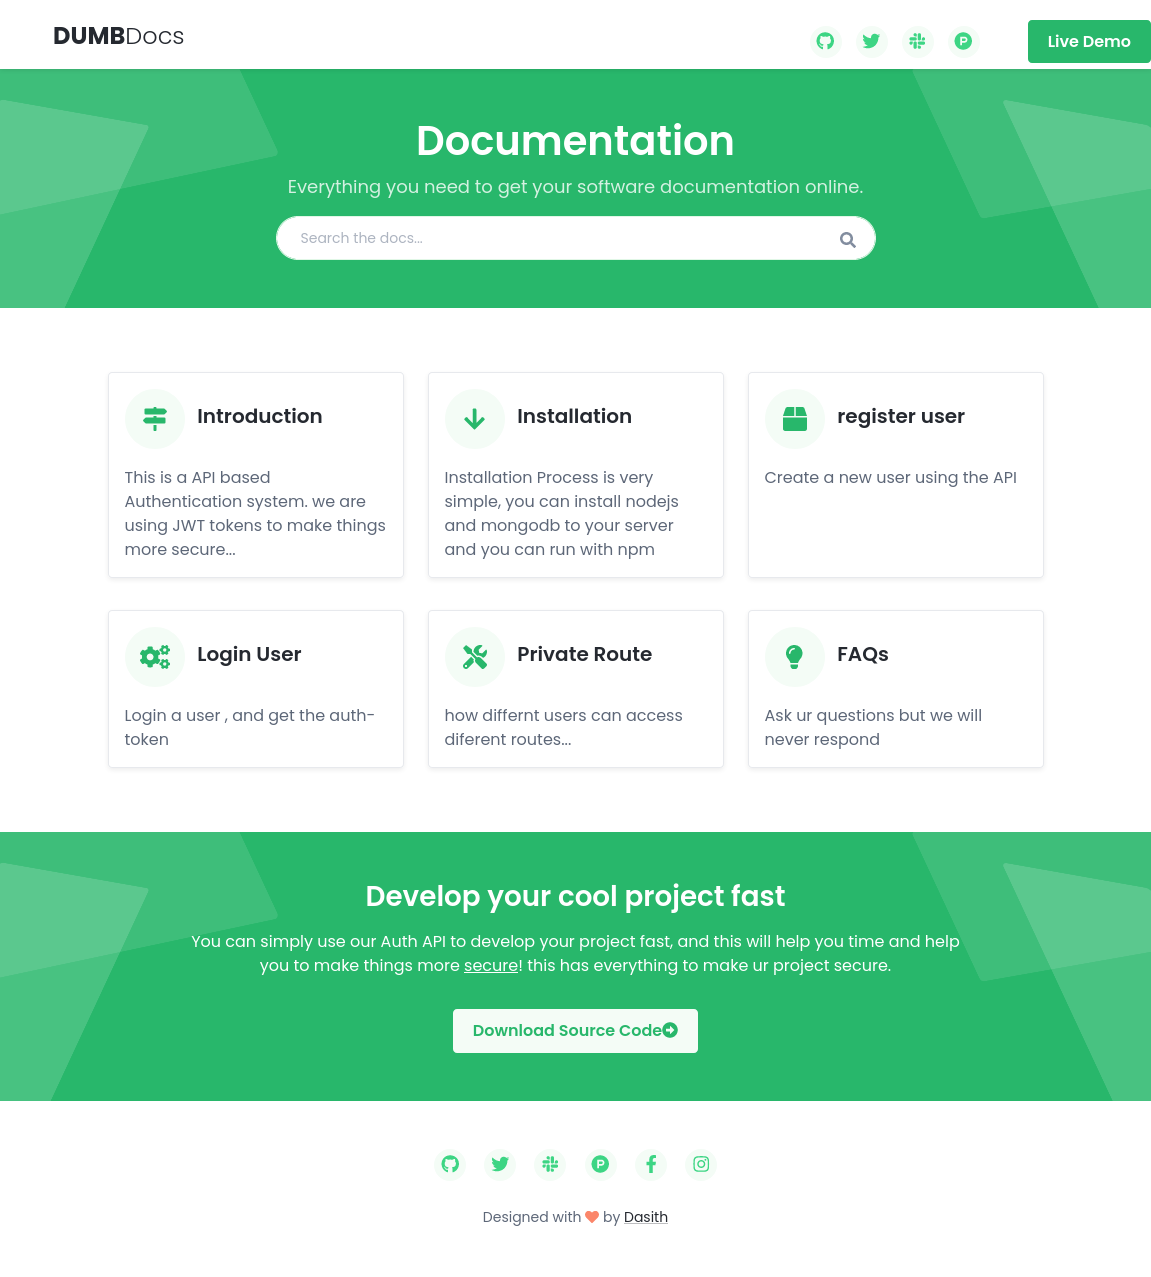 DUMBDocs
Live Demo
Documentation
Everything you need to get your software documentation online.
Search the docs...
Introduction
This is a API based
Authentication system. we are
using JWT tokens to make things
more secure...
Installation
Installation Process is very
simple, you can install nodejs
and mongodb to your server
and you can run with npm
register user
Create a new user using the API
Login User
Login a user , and get the auth-
token
Private Route
how differnt users can access
diferent routes...
FAQs
Ask ur questions but we will
never respond
Develop your cool project fast
You can simply use our Auth API to develop your project fast, and this will help you time and help
you to make things more secure! this has everything to make ur project secure.
Download Source Code
Designed with by Dasith